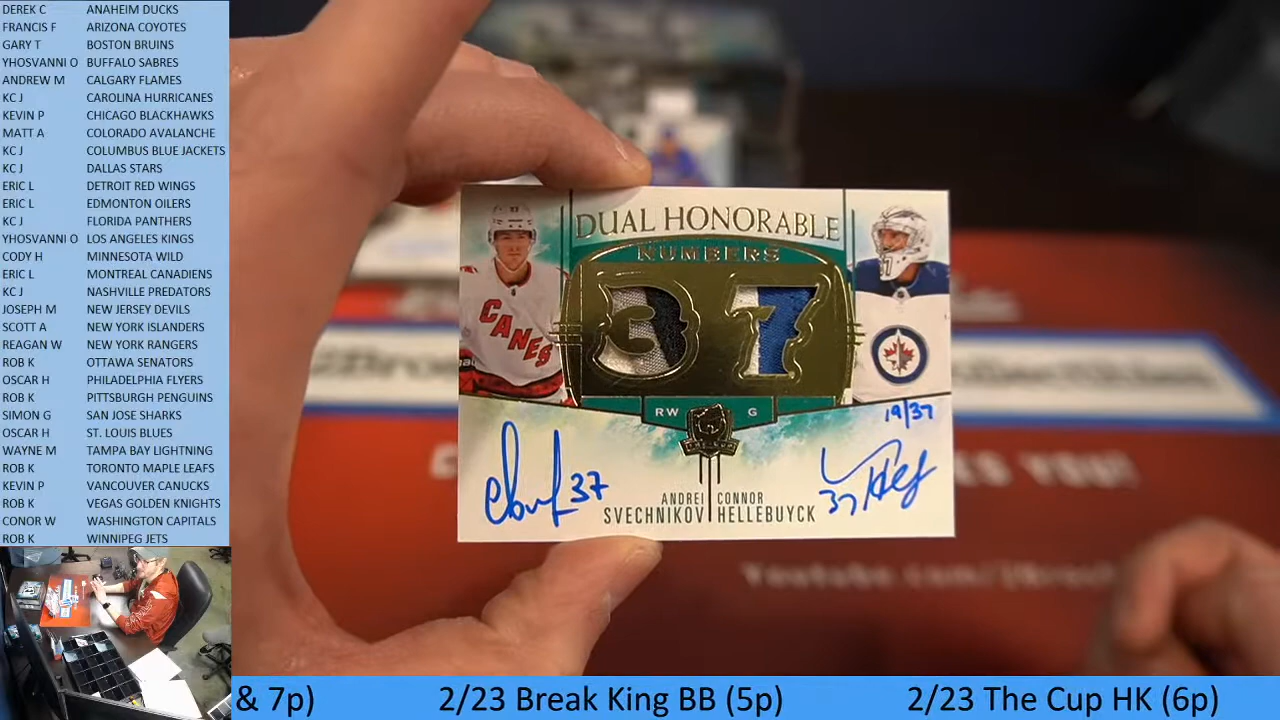 DEREK C ANAHEIM DUCKS
FRANCIS F ARIZONA COYOTES
GARY T BOSTON BRUINS
YHOSVANNI O BUFFALO SABRES
ANDREW M CALGARY FLAMES
KC J CAROLINA HURRICANES
KEVIN P CHICAGO BLACKHAWKS
MATT A COLORADO AVALANCHE
KC J COLUMBUS BLUE JACKETS
KC J DALLAS STARS
ERIC L DETROIT RED WINGS
ERIC L EDMONTON OILERS
KC J FLORIDA PANTHERS
YHOSVANNI O LOS ANGELES KINGS
CODY H MINNESOTA WILD
ERIC L MONTREAL CANADIENS
KC J NASHVILLE PREDATORS
JOSEPH M NEW JERSEY DEVILS
SCOTT A NEW YORK ISLANDERS
REAGAN W NEW YORK RANGERS
ROB K OTTAWA SENATORS
OSCAR H PHILADELPHIA FLYERS
ROB K PITTSBURGH PENGUINS
SIMON G SAN JOSE SHARKS
OSCAR H ST. LOUIS BLUES
WAYNE M TAMPA BAY LIGHTNING
ROB K TORONTO MAPLE LEAFS
KEVIN P VANCOUVER CANUCKS
ROB K VEGAS GOLDEN KNIGHTS
CONOR W WASHINGTON CAPITALS
ROB K WINNIPEG JETS
DUAL HONORABLE
NUMBERS
37
CANES
RW G
19/37
37
37
ANDREI SVECHNIKOV
CONNOR HELLEBUYCK
& 7p) 2/23 Break King BB (5p) 2/23 The Cup HK (6p)